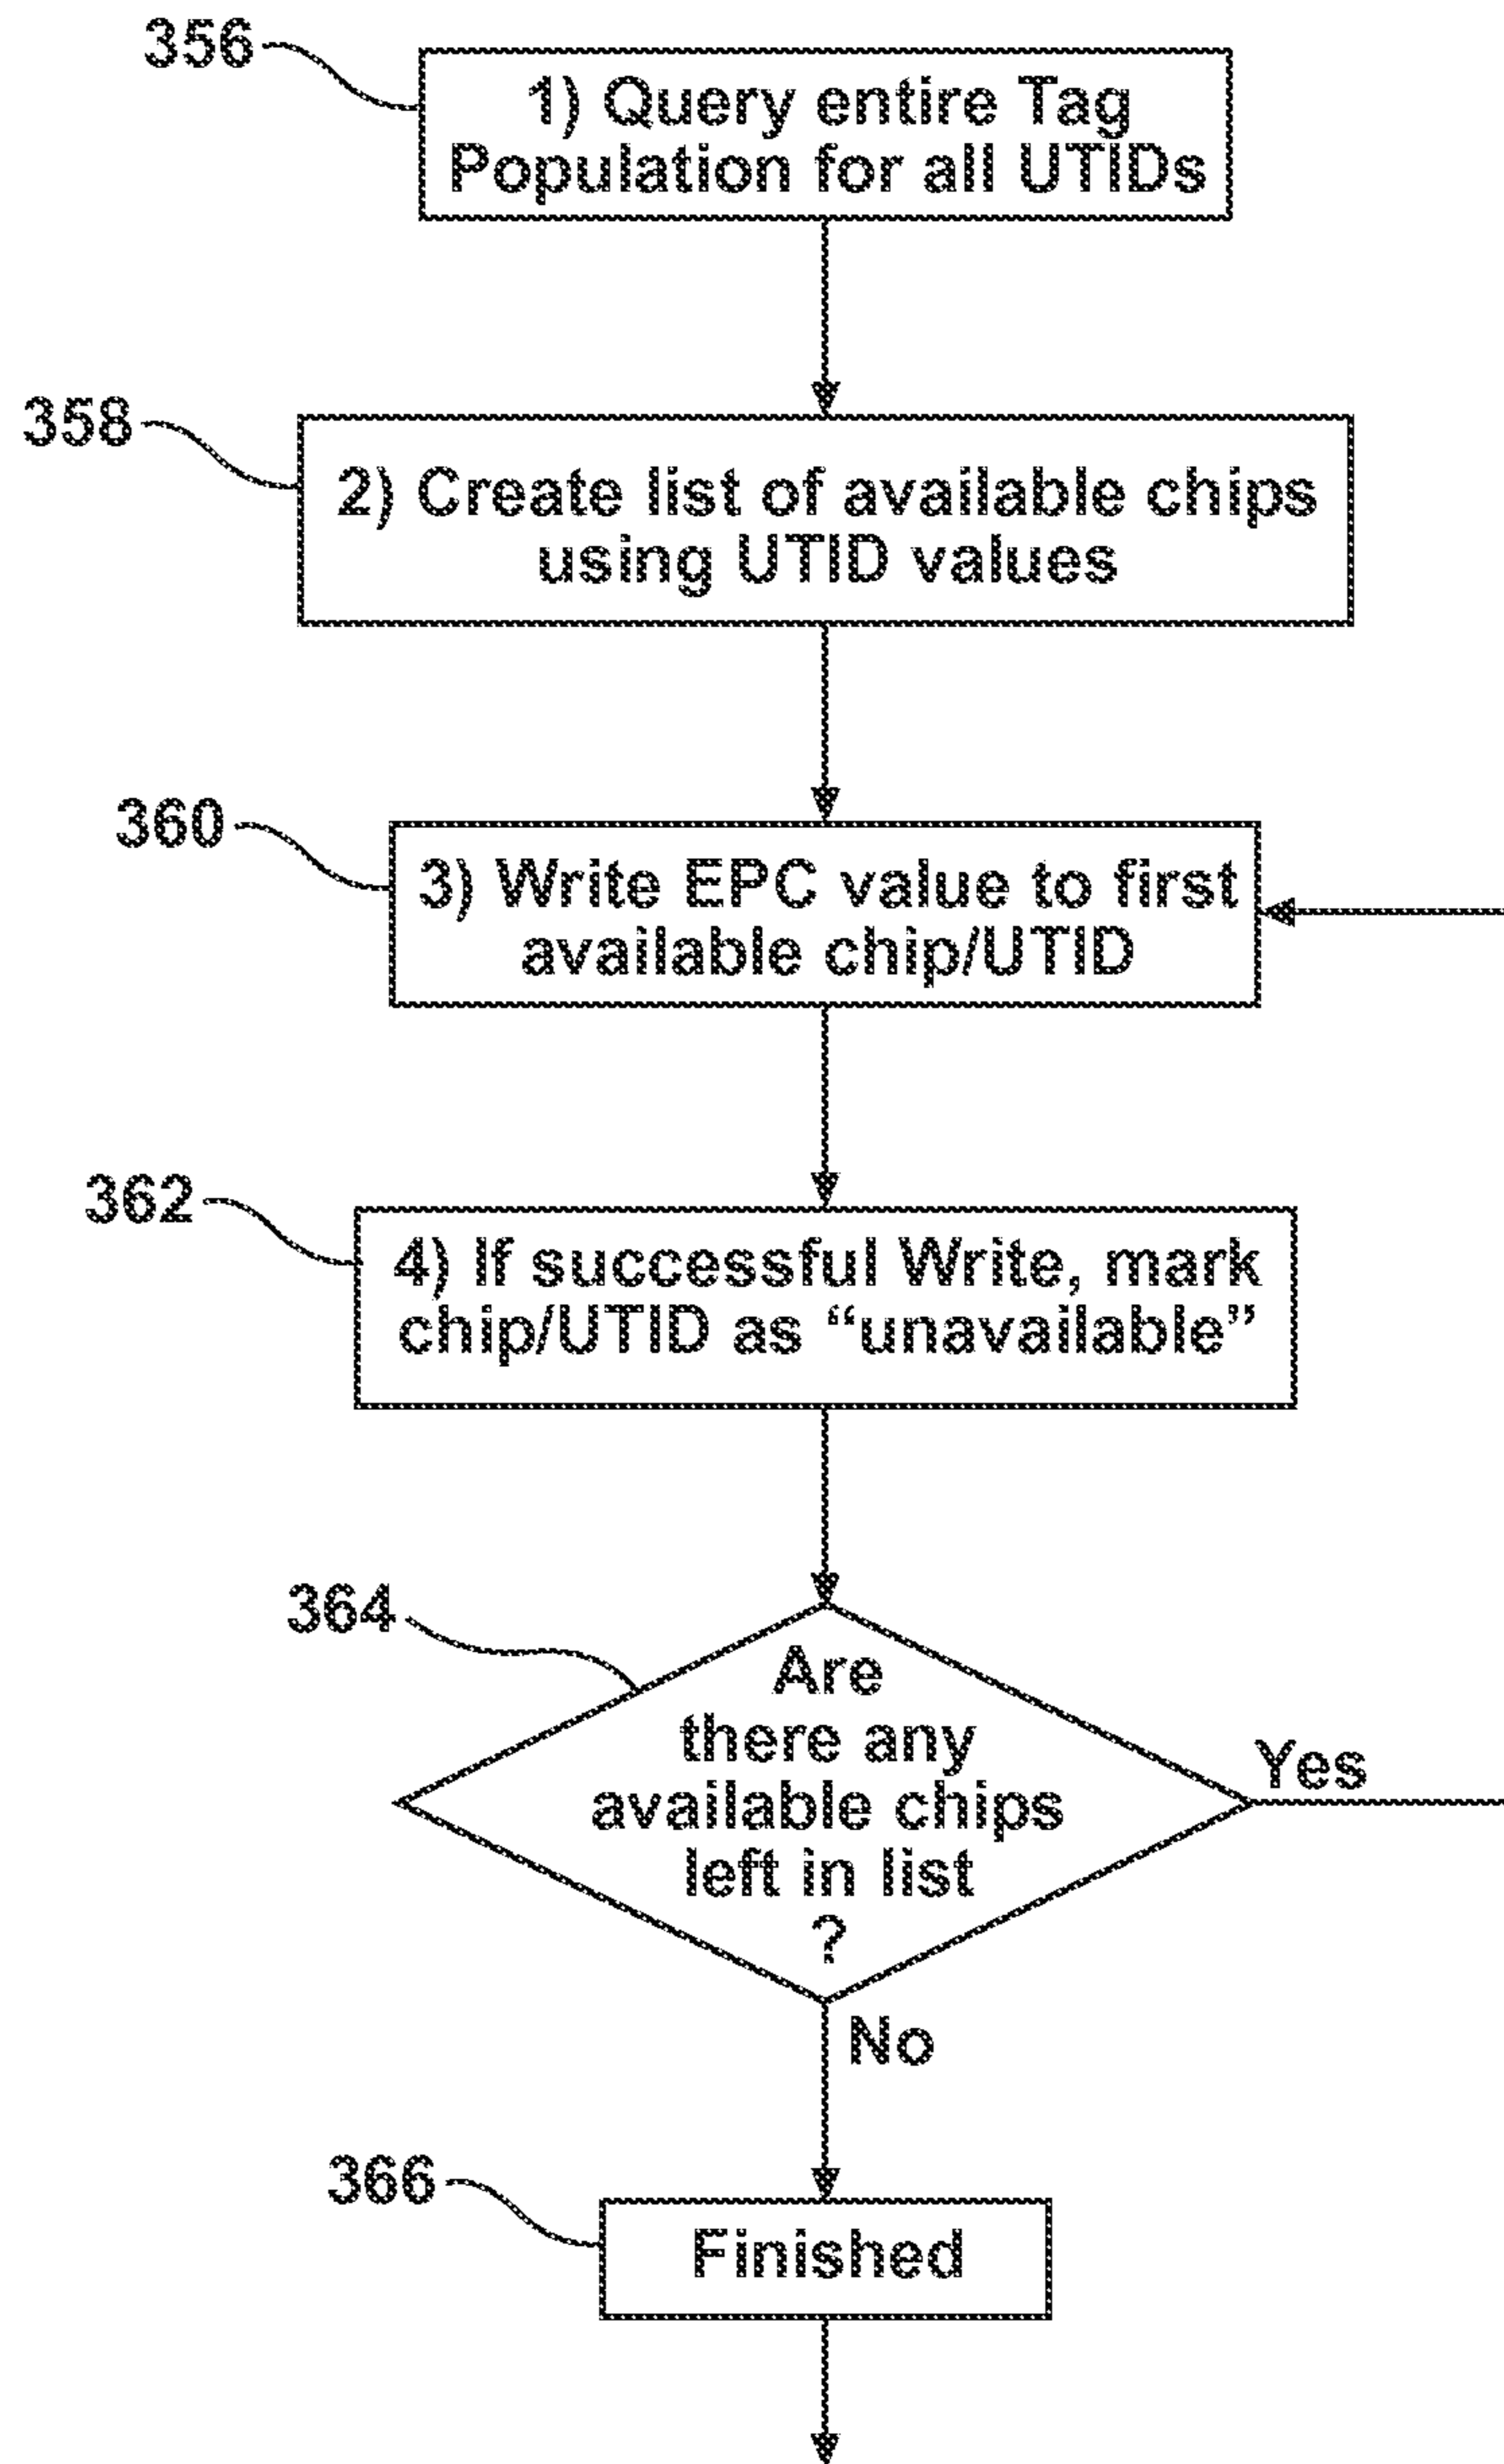 356
1) Query entire Tag
Population for all UTIDs
358
2) Create list of available chips
using UTID values
360
3) Write EPC value to first
available chip/UTID
362
4) If successful Write, mark
chip/UTID as “unavailable”
364
Are
there any
available chips
left in list
?
Yes
No
366
Finished